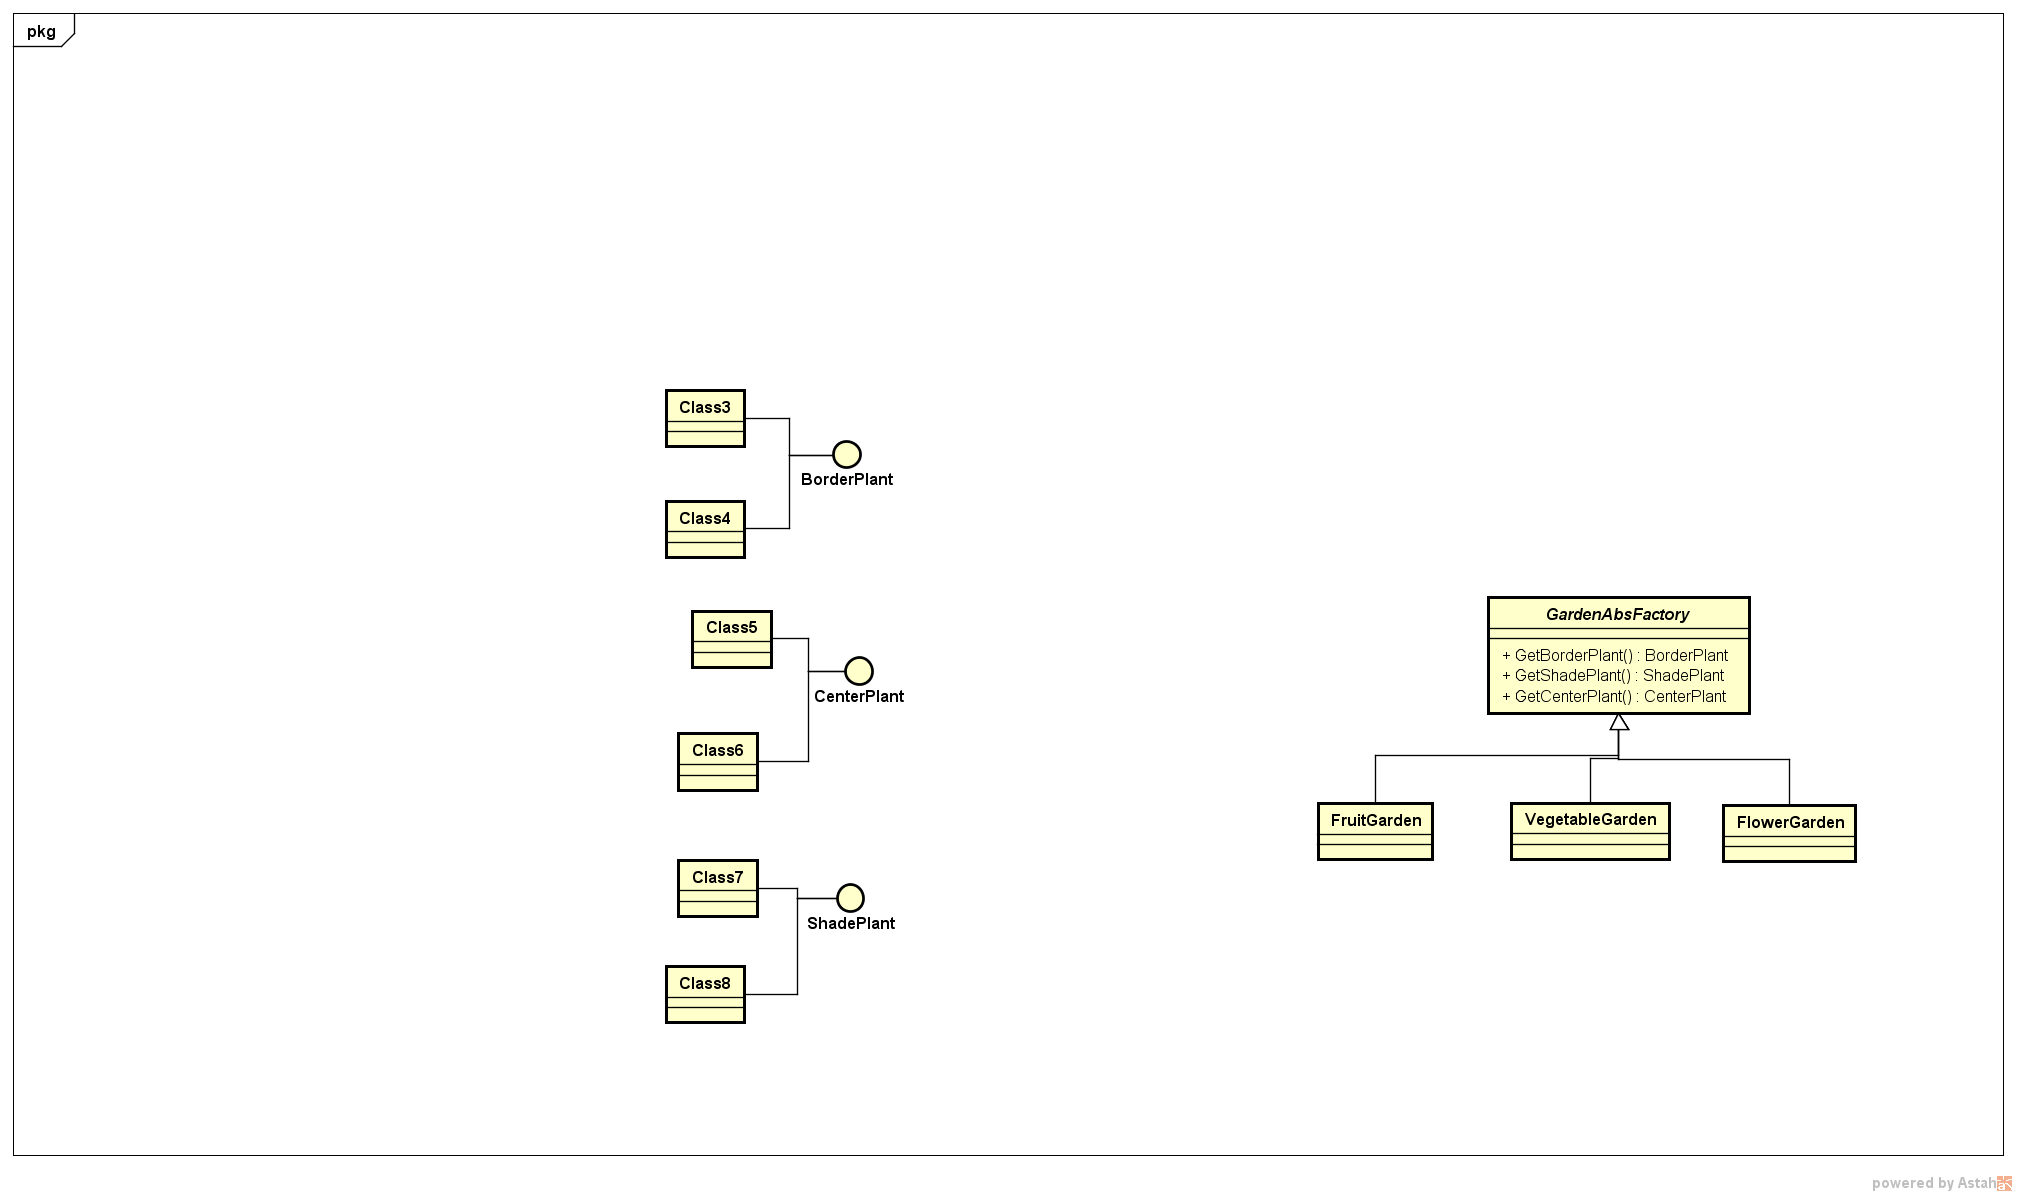 pkg
Class3
BorderPlant
Class4
Class5
CenterPlant
Class6
Class7
ShadePlant
Class8
GardenAbsFactory
+ GetBorderPlant() : BorderPlant
+ GetShadePlant() : ShadePlant
+ GetCenterPlant() : CenterPlant
FruitGarden
VegetableGarden
FlowerGarden
powered by Astah